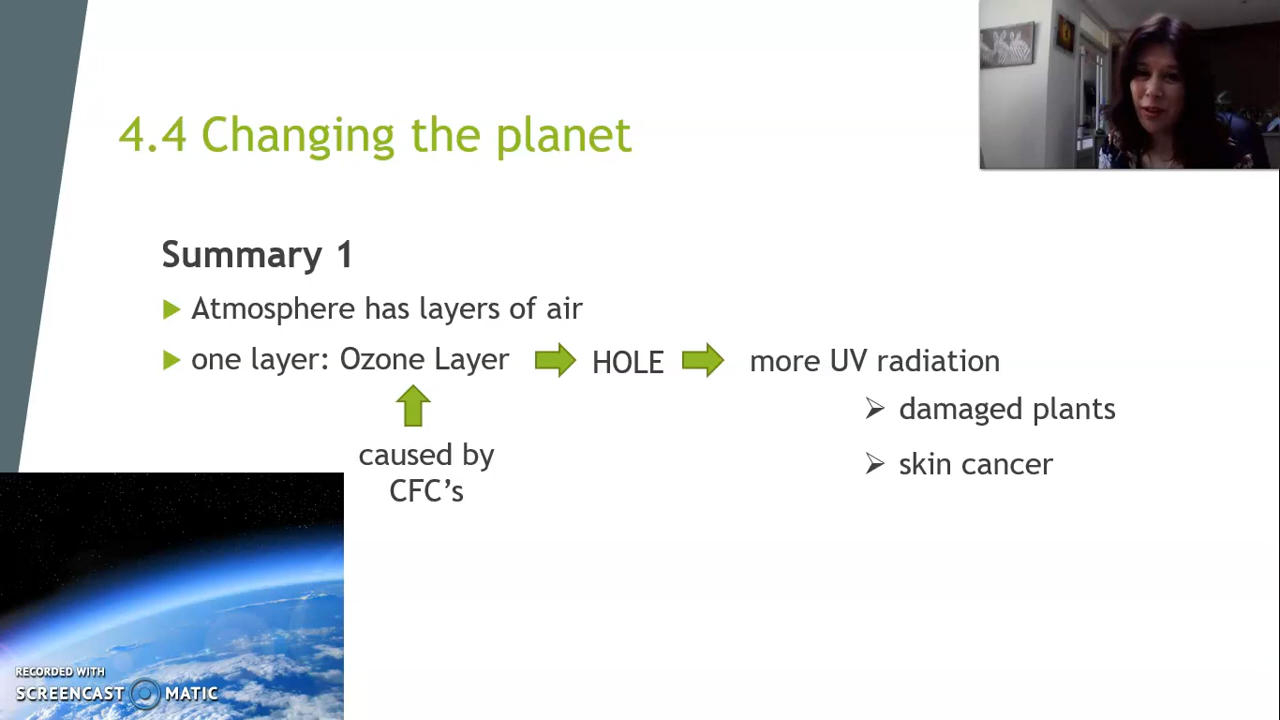 4.4 Changing the planet
Summary 1
Atmosphere has layers of air
one layer: Ozone Layer HOLE more UV radiation
damaged plants
skin cancer
caused by
CFC’s
RECORDED WITH
SCREENCAST MATIC